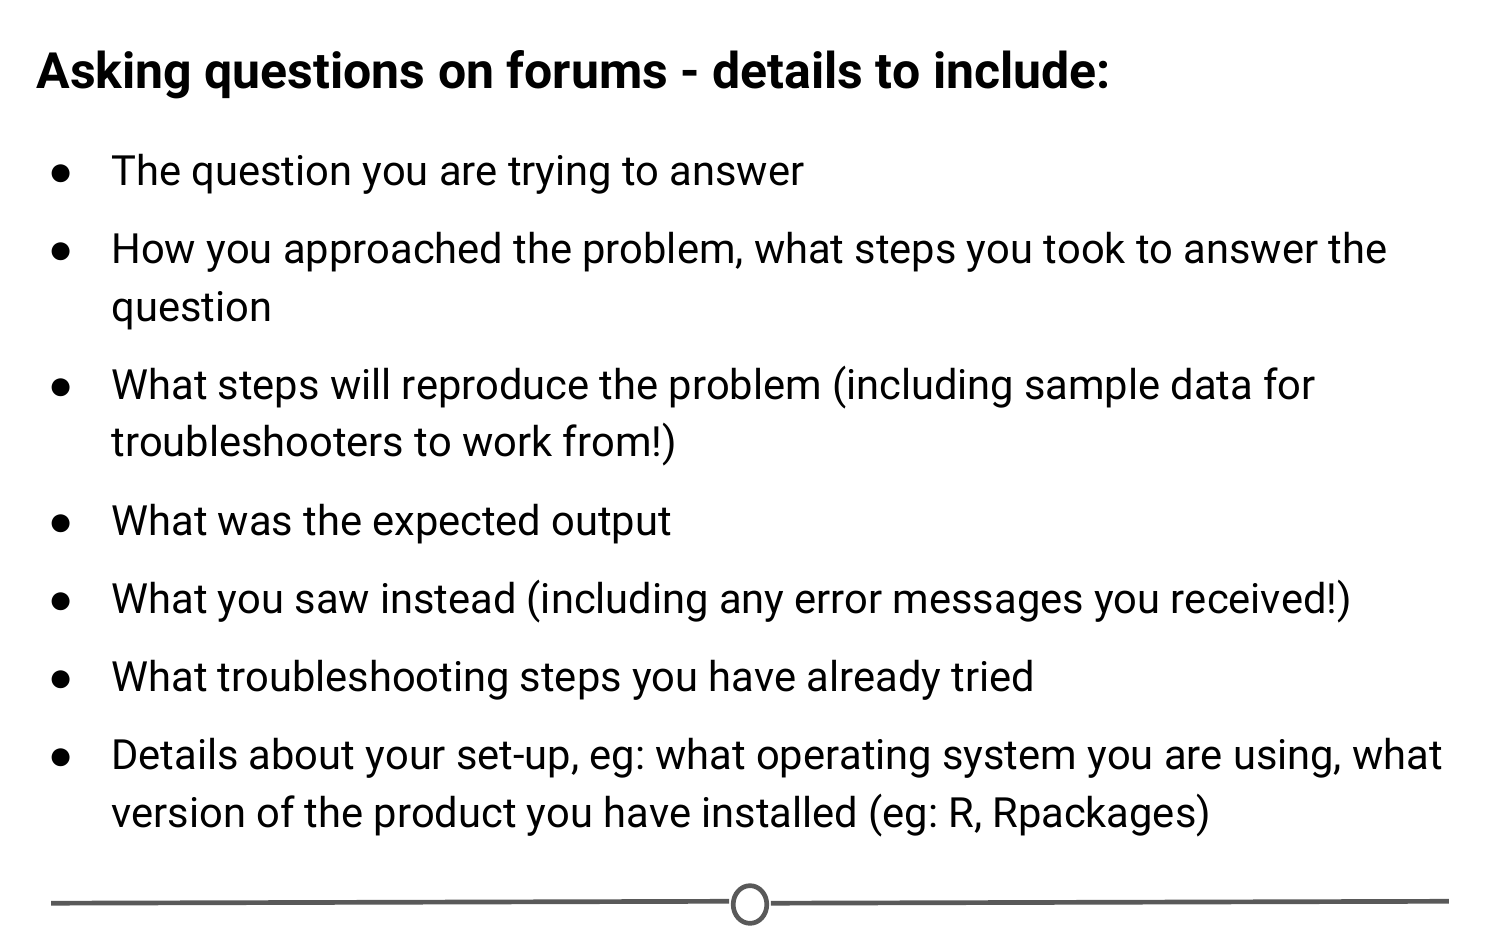 Asking questions on forums - details to include:
● The question you are trying to answer
● How you approached the problem, what steps you took to answer the
question
● What steps will reproduce the problem (including sample data for
troubleshooters to work from!)
● What was the expected output
● What you saw instead (including any error messages you received!)
● What troubleshooting steps you have already tried
● Details about your set-up, eg: what operating system you are using, what
version of the product you have installed (eg: R, Rpackages)